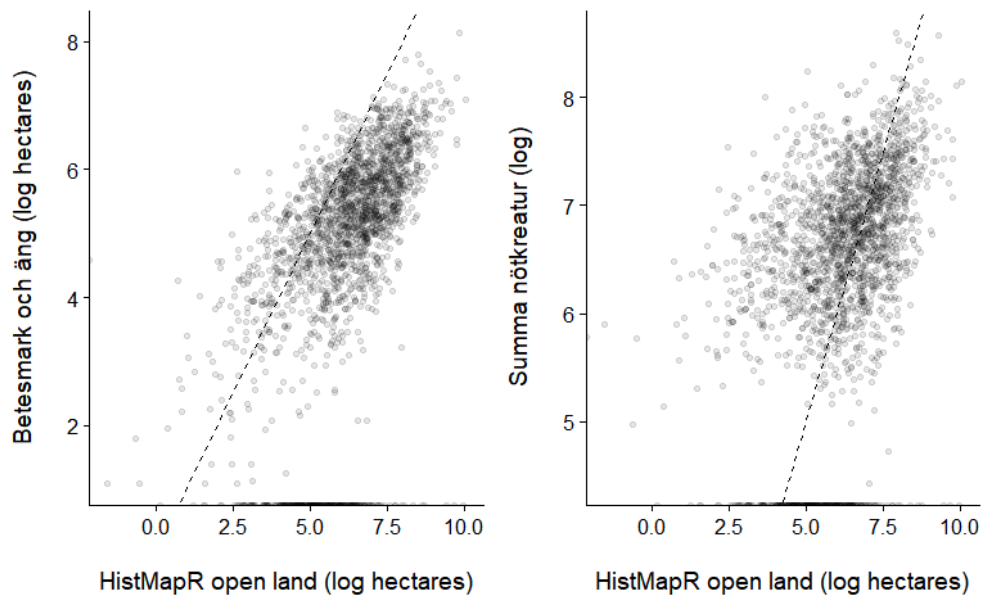 Betesmark och äng (log hectares)
8
6
4
2
0.0 2.5 5.0 7.5 10.0
HistMapR open land (log hectares)
Summa nötkreatur (log)
8
7
6
5
0.0 2.5 5.0 7.5 10.0
HistMapR open land (log hectares)